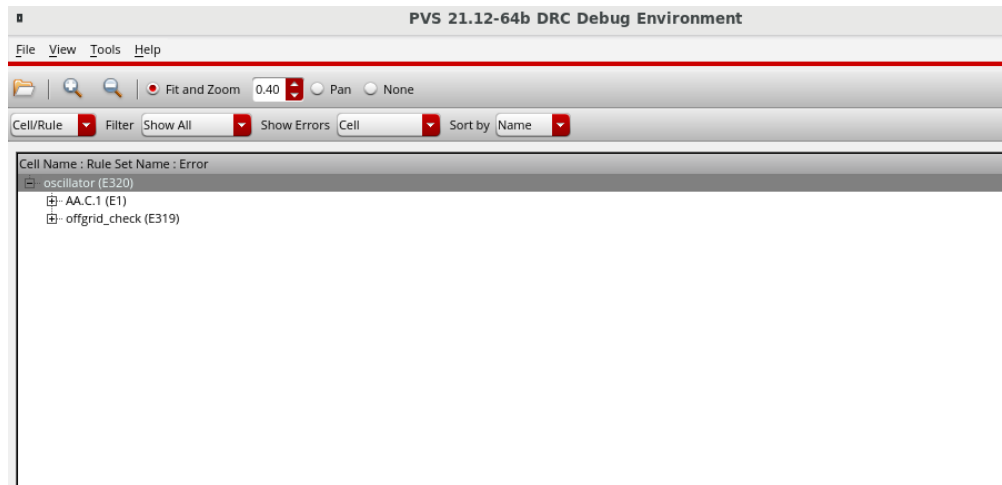 PVS 21.12-64b DRC Debug Environment
File View Tools Help
Fit and Zoom 0.40 Pan None
Cell/Rule Filter Show All Show Errors Cell Sort by Name
Cell Name : Rule Set Name : Error
oscillator (E320)
AA.C.1 (E1)
offgrid_check (E319)